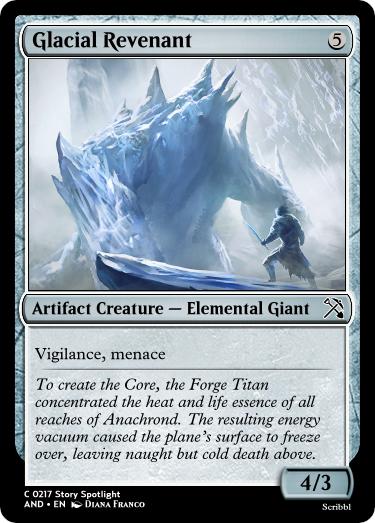 Glacial Revenant 5
Artifact Creature — Elemental Giant
Vigilance, menace
To create the Core, the Forge Titan
concentrated the heat and life essence of all
reaches of Anachrond. The resulting energy
vacuum caused the plane's surface to freeze
over, leaving naught but cold death above.
4/3
C 0217 Story Spotlight
AND • EN Diana Franco
Scribbl